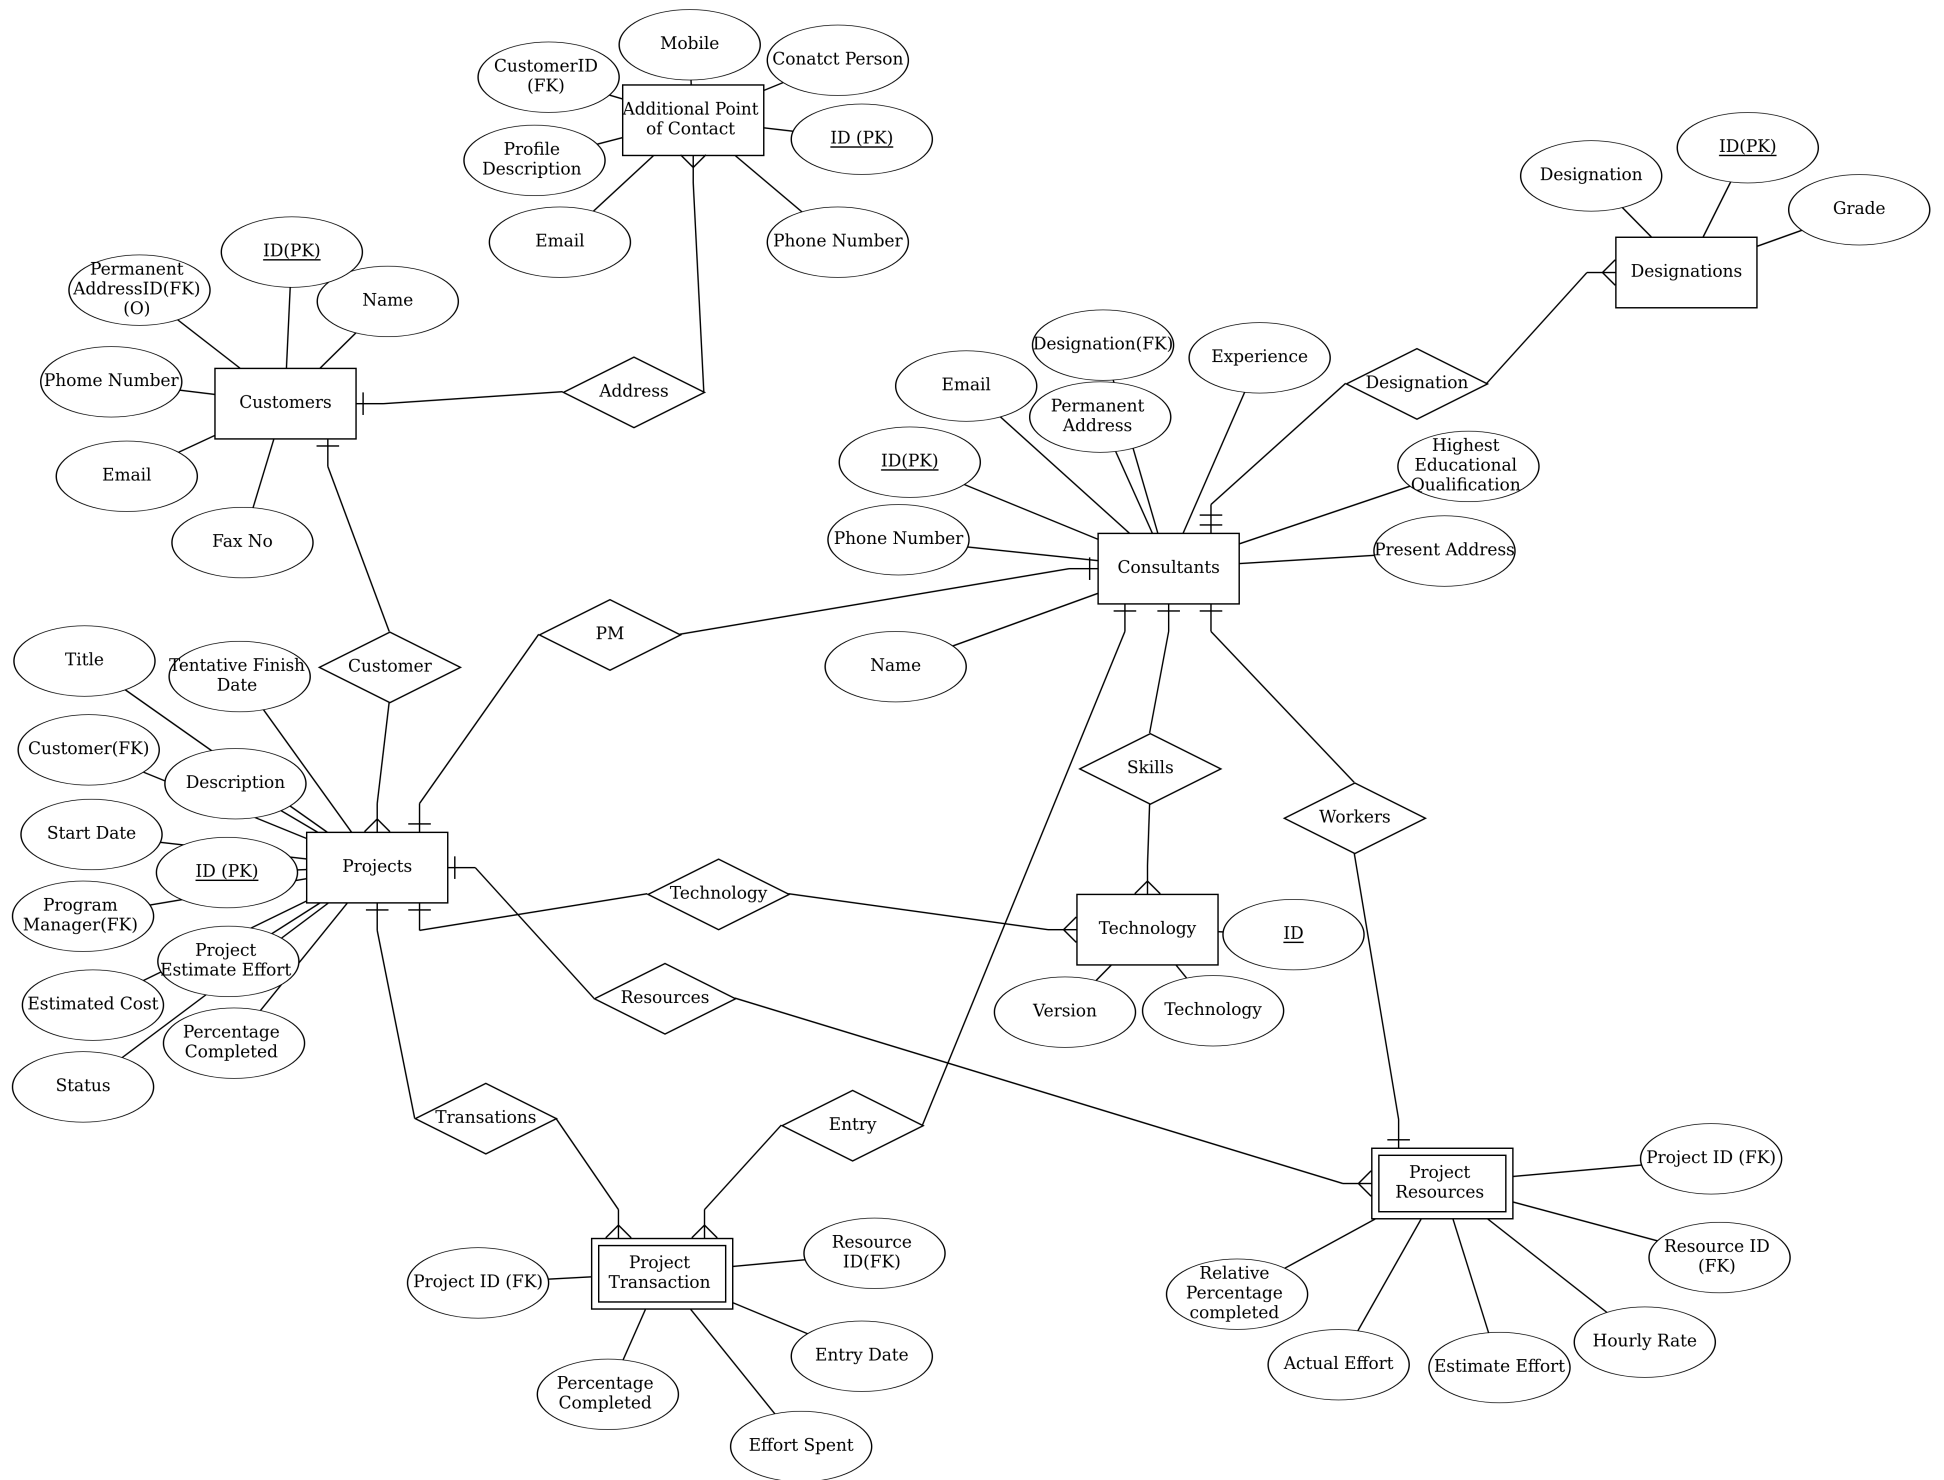 Mobile
Conatct Person
CustomerID
(FK)
Additional Point
of Contact
ID (PK)
Profile
Description
Email
Phone Number
ID(PK)
Designation
Grade
Designations
ID(PK)
Permanent
AddressID(FK)
(O)
Name
Phome Number
Customers
Address
Email
Fax No
Designation(FK)
Experience
Email
Permanent
Address
Designation
ID(PK)
Highest
Educational
Qualification
Phone Number
Present Address
Consultants
Name
PM
Customer
Title
Tentative Finish
Date
Customer(FK)
Description
Start Date
ID (PK)
Projects
Program
Manager(FK)
Project
Estimate Effort
Estimated Cost
Percentage
Completed
Status
Skills
Workers
Technology
Technology
ID
Version
Technology
Resources
Transations
Entry
Project
Resources
Project ID (FK)
Resource ID
(FK)
Relative
Percentage
completed
Actual Effort
Estimate Effort
Hourly Rate
Project
Transaction
Resource
ID(FK)
Project ID (FK)
Entry Date
Percentage
Completed
Effort Spent